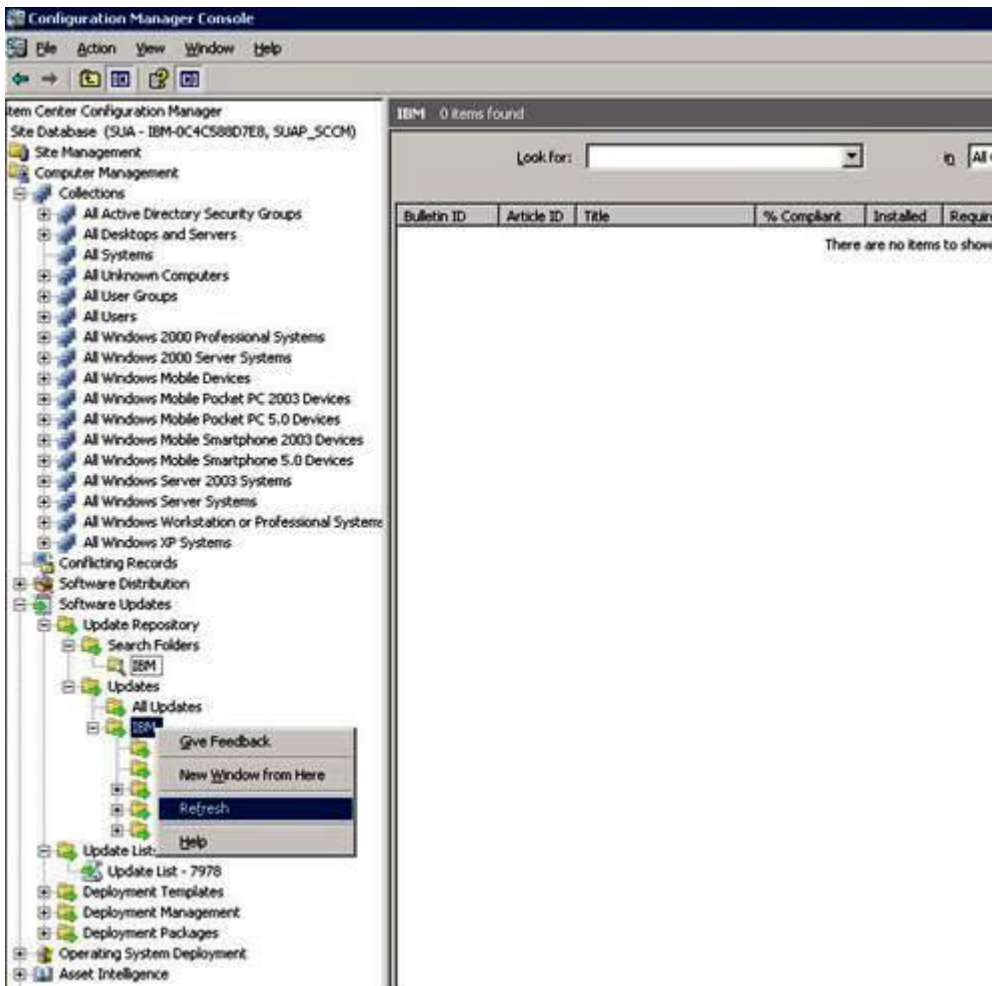 Configuration Manager Console
File Action View Window Help
tem Center Configuration Manager
Site Database (SUA - IBM-0C4C588D7E8, SUAP_SCCM)
Site Management
Computer Management
Collections
All Active Directory Security Groups
All Desktops and Servers
All Systems
All Unknown Computers
All User Groups
All Users
All Windows 2000 Professional Systems
All Windows 2000 Server Systems
All Windows Mobile Devices
All Windows Mobile Pocket PC 2003 Devices
All Windows Mobile Pocket PC 5.0 Devices
All Windows Mobile Smartphone 2003 Devices
All Windows Mobile Smartphone 5.0 Devices
All Windows Server 2003 Systems
All Windows Server Systems
All Windows Workstation or Professional Systems
All Windows XP Systems
Conflicting Records
Software Distribution
Software Updates
Update Repository
Search Folders
IBM
Updates
All Updates
IBM
Give Feedback
New Window from Here
Refresh
Help
Update List
Update List - 7978
Deployment Templates
Deployment Management
Deployment Packages
Operating System Deployment
Asset Intelligence
IBM 0 items found
Look for: in All
Bulletin ID Article ID Title % Compliant Installed Require
There are no items to show